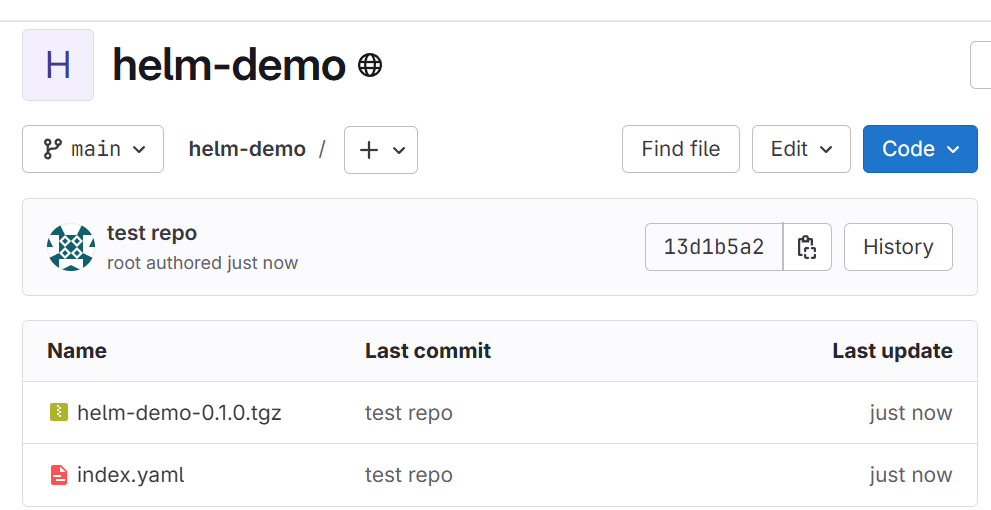 H helm-demo
main helm-demo / Find file Edit Code
test repo
root authored just now
13d1b5a2 History
Name Last commit Last update
helm-demo-0.1.0.tgz test repo just now
index.yaml test repo just now